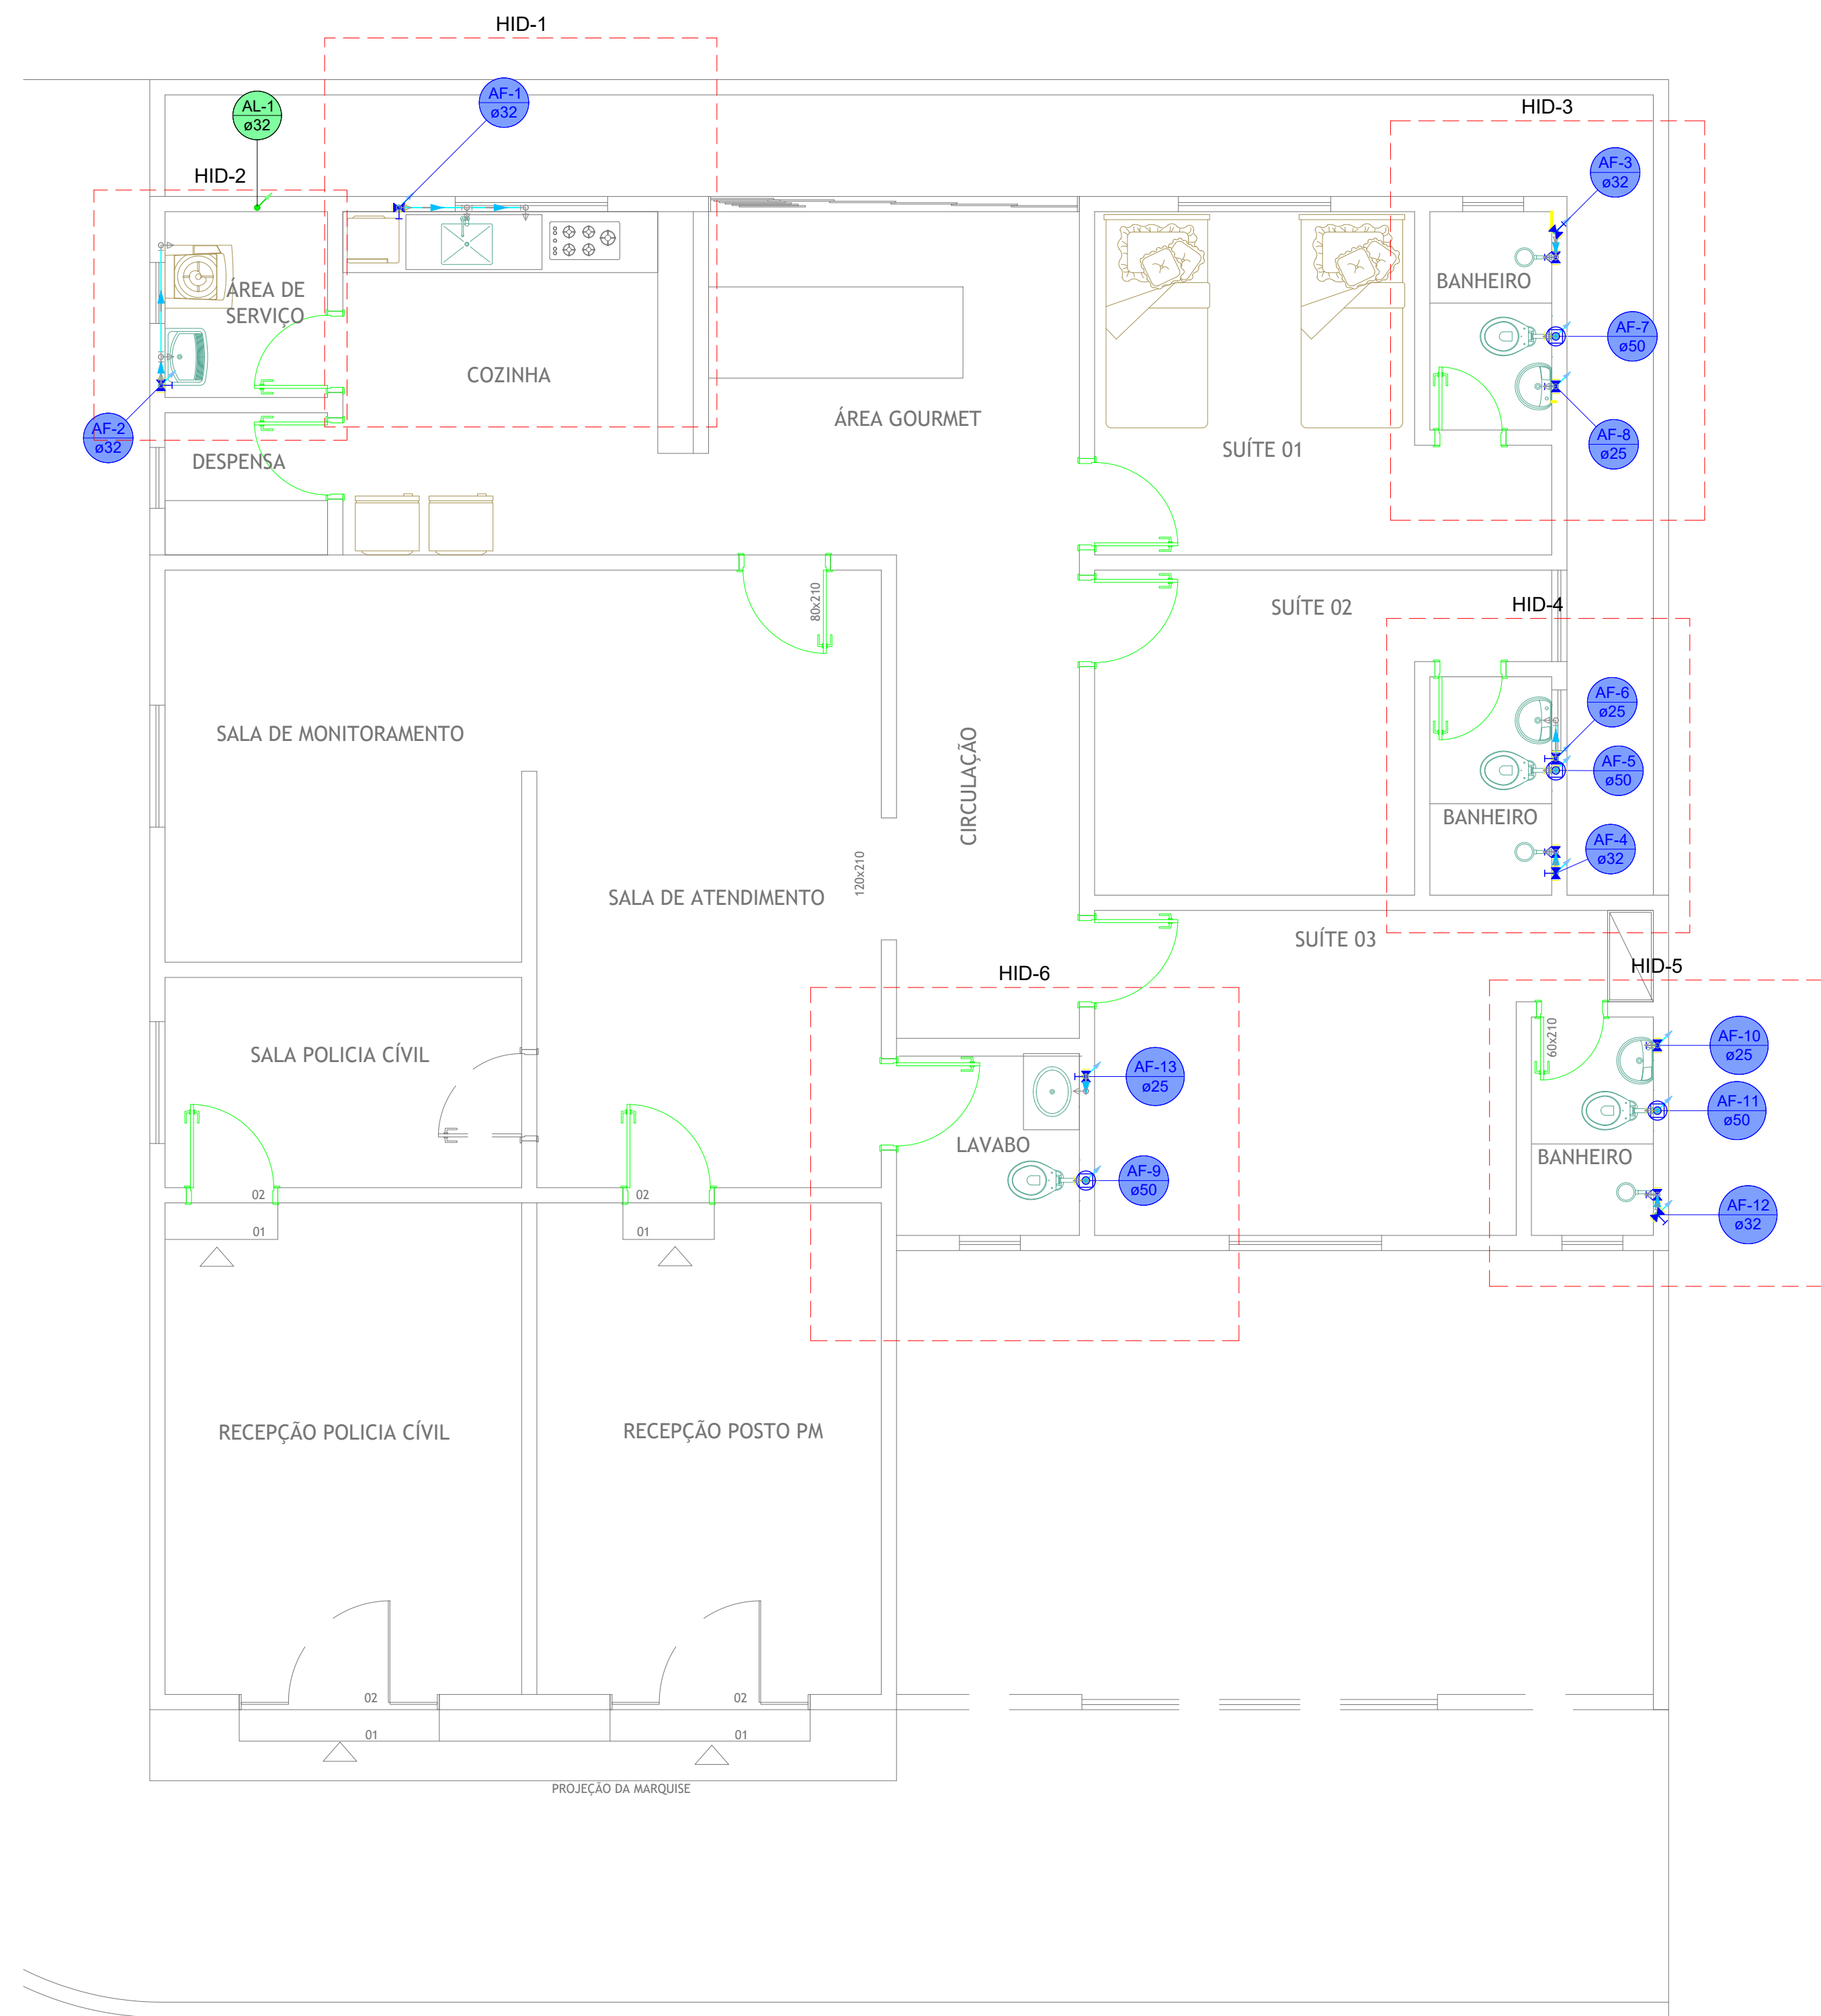 HID-1
AF-1
ø32
AL-1
ø32
HID-3
AF-3
ø32
HID-2
ÁREA DE
SERVIÇO
BANHEIRO
AF-7
ø50
COZINHA
ÁREA GOURMET
AF-2
ø32
AF-8
ø25
SUÍTE 01
DESPENSA
80x210
SUÍTE 02
HID-4
AF-6
ø25
SALA DE MONITORAMENTO
CIRCULAÇÃO
AF-5
ø50
BANHEIRO
AF-4
ø32
120x210
SALA DE ATENDIMENTO
SUÍTE 03
HID-5
HID-6
60x210
AF-10
ø25
SALA POLICIA CÍVIL
AF-13
ø25
AF-11
ø50
LAVABO
BANHEIRO
AF-9
ø50
02
02
AF-12
ø32
01
01
RECEPÇÃO POLICIA CÍVIL
RECEPÇÃO POSTO PM
02
02
01
01
PROJEÇÃO DA MARQUISE